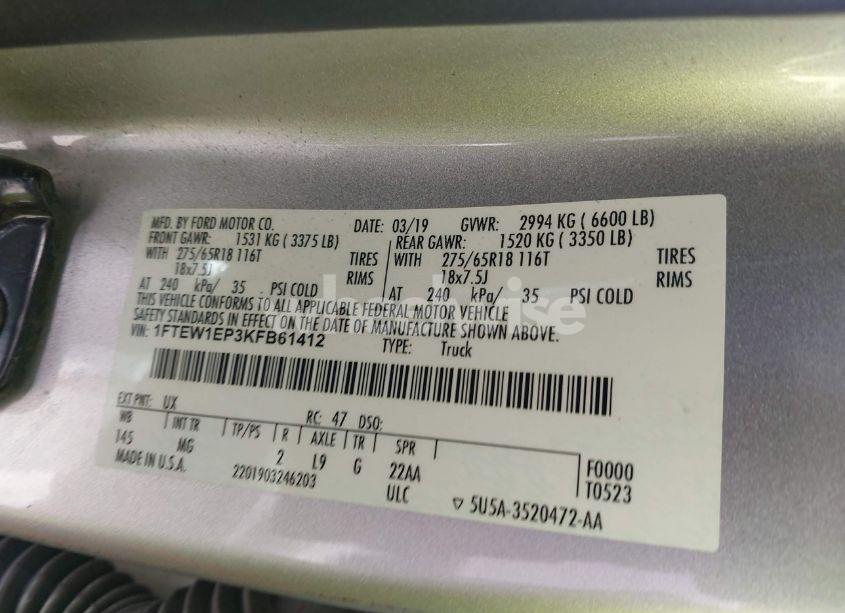 MFD. BY FORD MOTOR CO. DATE: 03/19 GVWR: 2994 KG ( 6600 LB)
FRONT GAWR: 1531 KG ( 3375 LB) REAR GAWR: 1520 KG ( 3350 LB)
WITH 275/65R18 116T TIRES WITH 275/65R18 116T TIRES
18x7.5J RIMS 18x7.5J RIMS
AT 240 kPa/ 35 PSI COLD AT 240 kPa/ 35 PSI COLD
THIS VEHICLE CONFORMS TO ALL APPLICABLE FEDERAL MOTOR VEHICLE
SAFETY STANDARDS IN EFFECT ON THE DATE OF MANUFACTURE SHOWN ABOVE.
VIN: 1FTEW1EP3KFB61412 TYPE: Truck
EXT PNT: UX RC: 47 DSO:
WB INT TR TP/PS R AXLE TR SPR
145 MG 2 L9 G 22AA F0000
MADE IN U.S.A. 2201903246203 ULC T0523
5U5A-3520472-AA